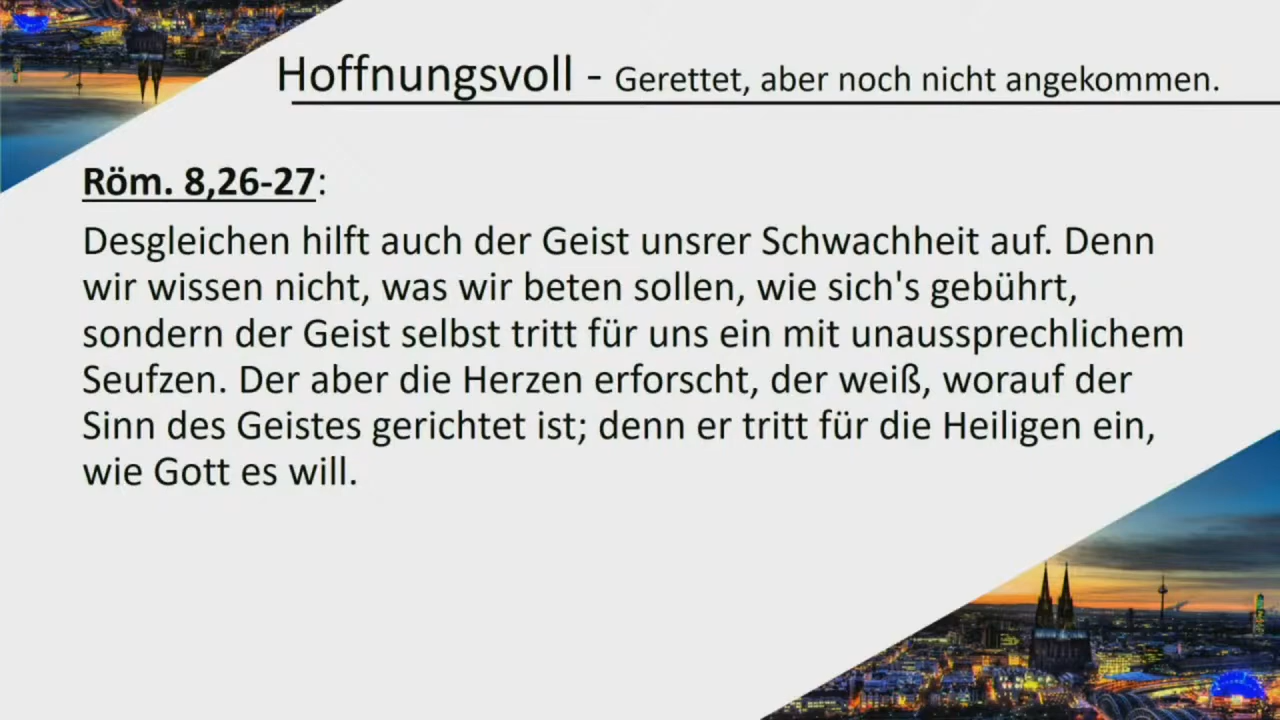 Hoffnungsvoll - Gerettet, aber noch nicht angekommen.
Röm. 8,26-27:
Desgleichen hilft auch der Geist unsrer Schwachheit auf. Denn
wir wissen nicht, was wir beten sollen, wie sich's gebührt,
sondern der Geist selbst tritt für uns ein mit unaussprechlichem
Seufzen. Der aber die Herzen erforscht, der weiß, worauf der
Sinn des Geistes gerichtet ist; denn er tritt für die Heiligen ein,
wie Gott es will.